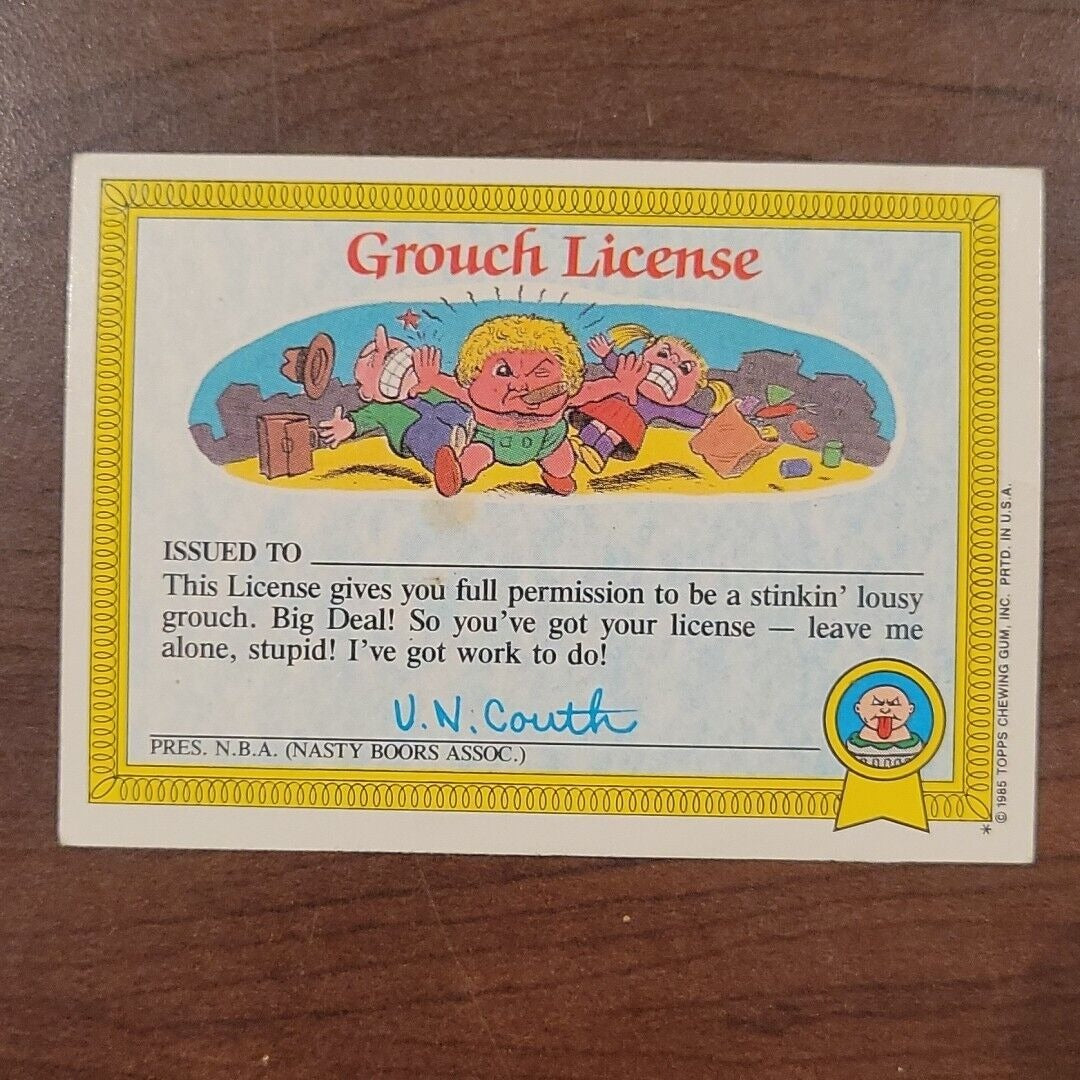 Grouch License
ISSUED TO
This License gives you full permission to be a stinkin' lousy
grouch. Big Deal! So you've got your license — leave me
alone, stupid! I've got work to do!
U.N. Couth
PRES. N.B.A. (NASTY BOORS ASSOC.)
* © 1985 TOPPS CHEWING GUM, INC. PRTD. IN U.S.A.